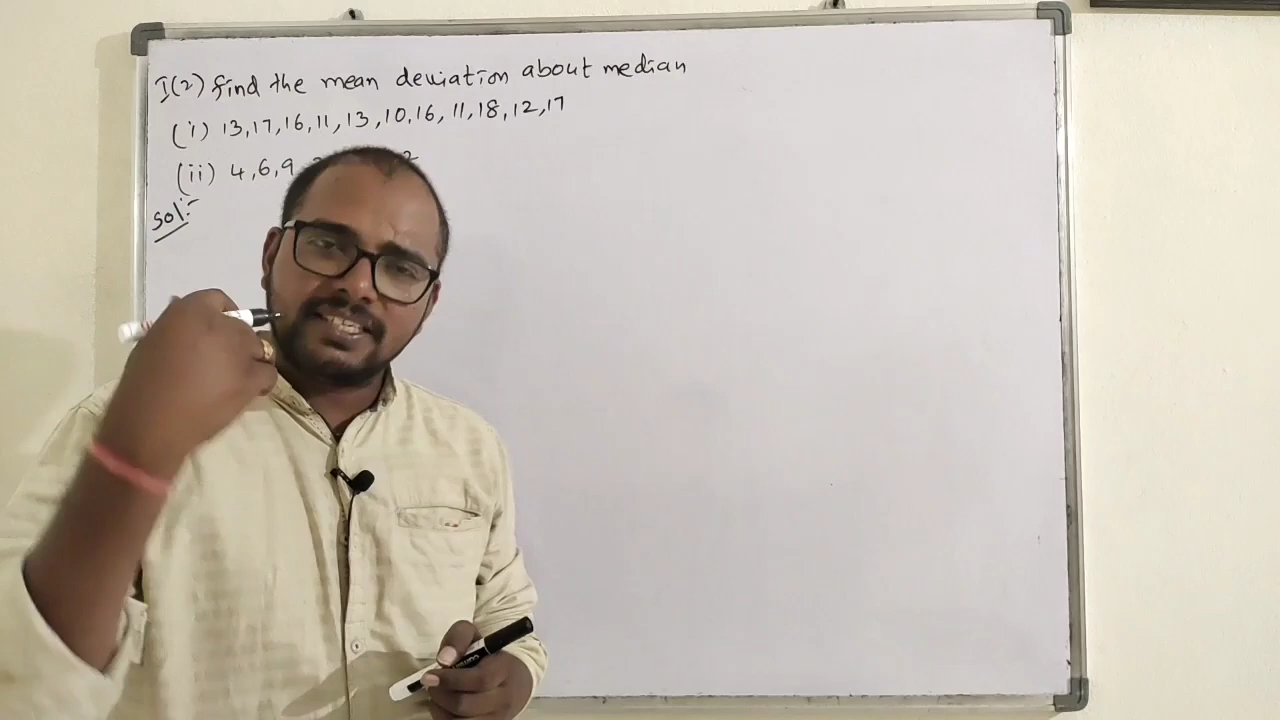 I(2) find the mean deviation about median
(i) 13,17,16,11,13,10,16,11,18,12,17
(ii) 4,6,9 2
sol:-